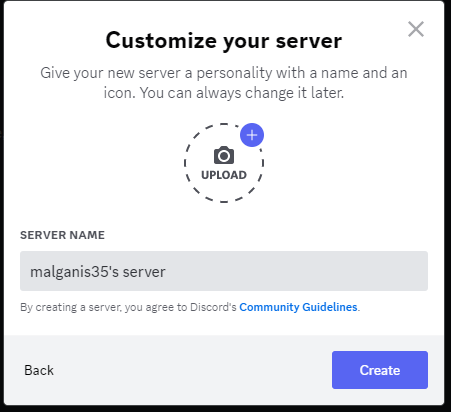 Customize your server
Give your new server a personality with a name and an
icon. You can always change it later.
UPLOAD
SERVER NAME
malganis35's server
By creating a server, you agree to Discord's Community Guidelines.
Back
Create